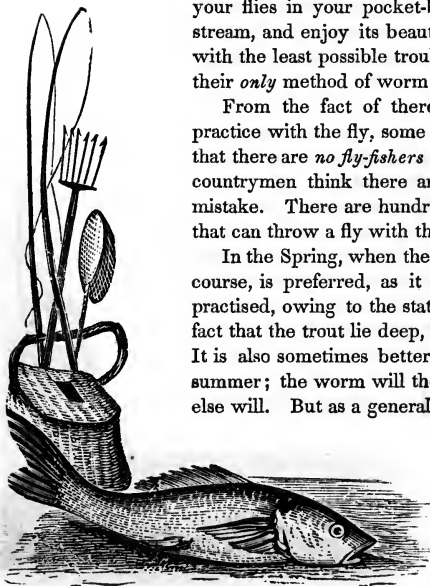 your flies in your pocket-b
stream, and enjoy its beaut
with the least possible troub
their only method of worm
From the fact of there
practice with the fly, some
that there are no fly-fishers
countrymen think there ar
mistake. There are hundr
that can throw a fly with th
In the Spring, when the
course, is preferred, as it
practised, owing to the stat
fact that the trout lie deep,
It is also sometimes better
summer; the worm will the
else will. But as a general